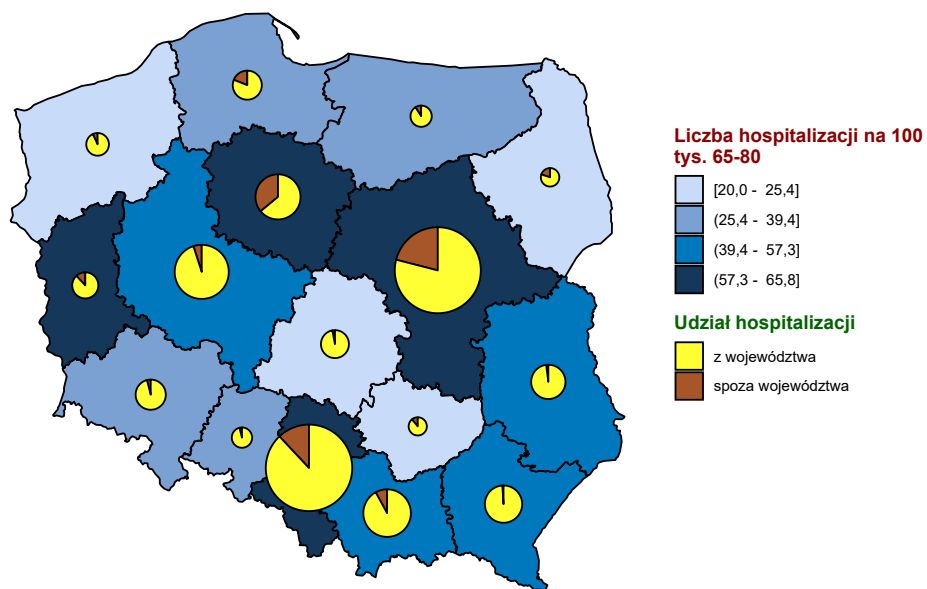 Liczba hospitalizacji na 100
tys. 65-80
[20,0 - 25,4]
(25,4 - 39,4]
(39,4 - 57,3]
(57,3 - 65,8]
Udział hospitalizacji
z województwa
spoza województwa